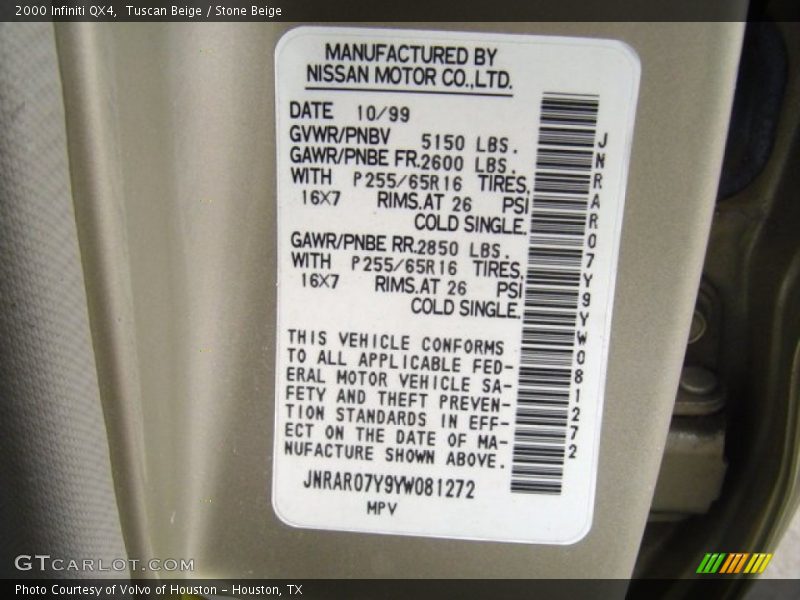 2000 Infiniti QX4, Tuscan Beige / Stone Beige
MANUFACTURED BY
NISSAN MOTOR CO.,LTD.
DATE 10/99
GVWR/PNBV 5150 LBS.
GAWR/PNBE FR. 2600 LBS.
WITH P255/65R16 TIRES,
16X7 RIMS. AT 26 PSI
COLD SINGLE.
GAWR/PNBE RR. 2850 LBS.
WITH P255/65R16 TIRES,
16X7 RIMS. AT 26 PSI
COLD SINGLE.
THIS VEHICLE CONFORMS
TO ALL APPLICABLE FED-
ERAL MOTOR VEHICLE SA-
FETY AND THEFT PREVEN-
TION STANDARDS IN EFF-
ECT ON THE DATE OF MA-
NUFACTURE SHOWN ABOVE.
JNRAR07Y9YW081272
MPV
JNRAR07Y9YW081272
GTCARLOT.COM
Photo Courtesy of Volvo of Houston – Houston, TX